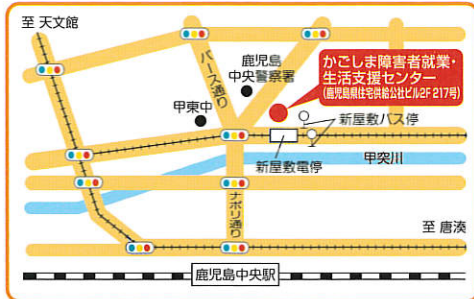 至 天文館
パース通り
鹿児島
中央警察署
かごしま障害者就業・
生活支援センター
(鹿児島県住宅供給公社ビル2F 217号)
甲東中
新屋敷バス停
新屋敷電停
甲突川
ナポリ通り
至 唐湊
鹿児島中央駅